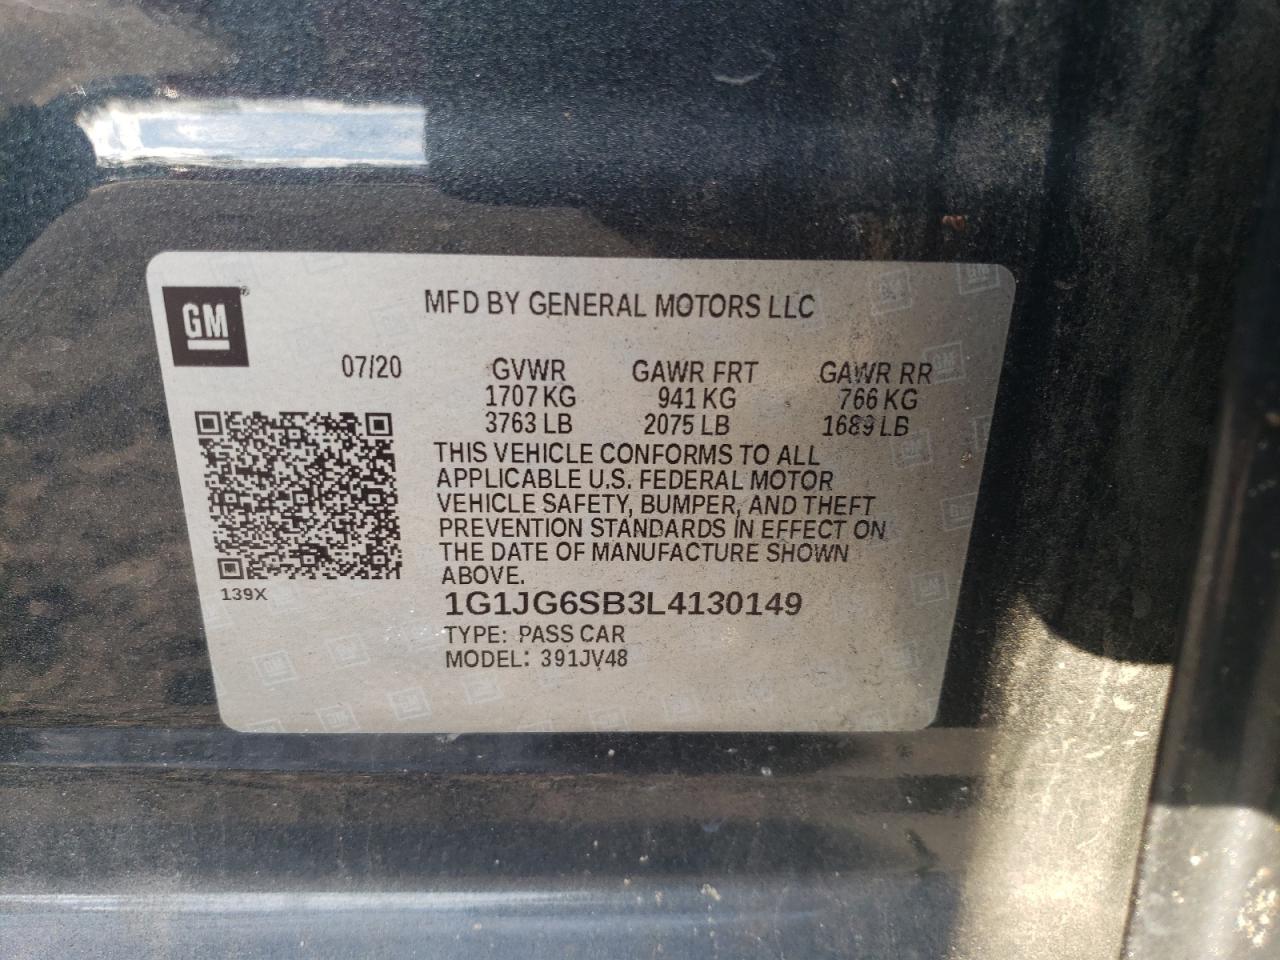 GM
MFD BY GENERAL MOTORS LLC
07/20 GVWR GAWR FRT GAWR RR
1707 KG 941 KG 766 KG
3763 LB 2075 LB 1689 LB
THIS VEHICLE CONFORMS TO ALL
APPLICABLE U.S. FEDERAL MOTOR
VEHICLE SAFETY, BUMPER, AND THEFT
PREVENTION STANDARDS IN EFFECT ON
THE DATE OF MANUFACTURE SHOWN
ABOVE.
139X
1G1JG6SB3L4130149
TYPE: PASS CAR
MODEL: 391JV48